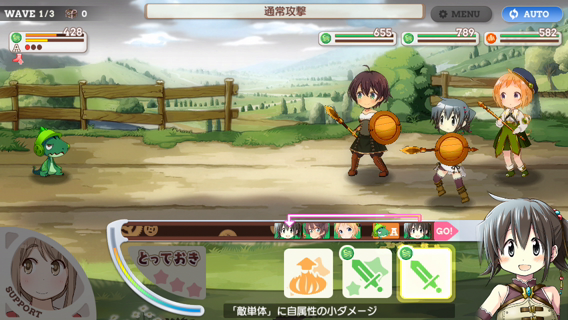 WAVE 1/3 0
通常攻撃
MENU
AUTO
428
A
655
789
582
A
GO!
とっておき
SUPPORT
「敵単体」に自属性の小ダメージ